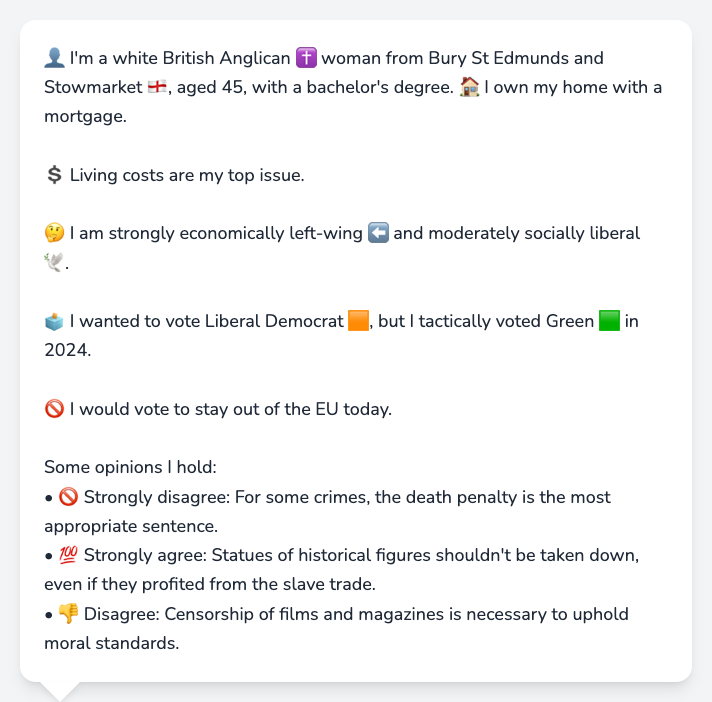 👤 I'm a white British Anglican ✝️ woman from Bury St Edmunds and
Stowmarket 🏴󠁧󠁢󠁥󠁮󠁧󠁿, aged 45, with a bachelor's degree. 🏠 I own my home with a
mortgage.
💲 Living costs are my top issue.
🤔 I am strongly economically left-wing ⬅️ and moderately socially liberal
🕊️.
🗳️ I wanted to vote Liberal Democrat 🟧, but I tactically voted Green 🟩 in
2024.
🚫 I would vote to stay out of the EU today.
Some opinions I hold:
• 🚫 Strongly disagree: For some crimes, the death penalty is the most
appropriate sentence.
• 💯 Strongly agree: Statues of historical figures shouldn't be taken down,
even if they profited from the slave trade.
• 👎 Disagree: Censorship of films and magazines is necessary to uphold
moral standards.